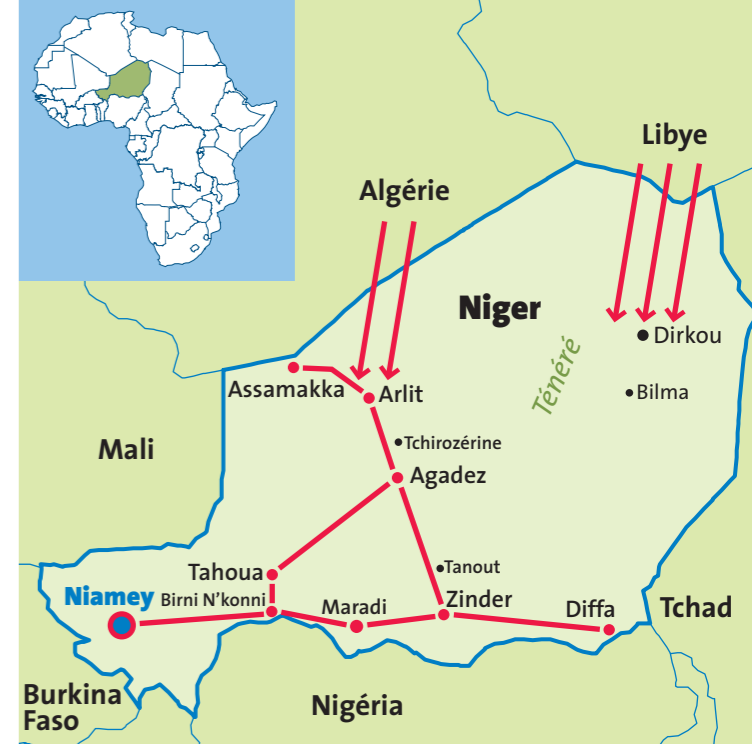 Libye
Algérie
Niger
Dirkou
Ténéré
Bilma
Assamakka
Arlit
Mali
Tchirozérine
Agadez
Tanout
Tahoua
Niamey
Birni N'konni
Maradi
Zinder
Diffa
Tchad
Burkina
Faso
Nigéria